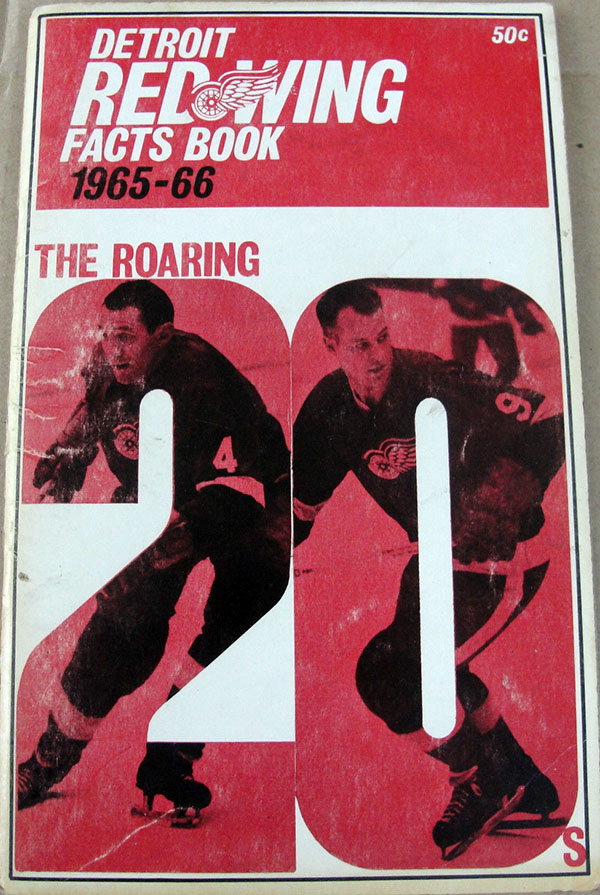 DETROIT
50c
RED WING
FACTS BOOK
1965-66
THE ROARING
20
S
4
9